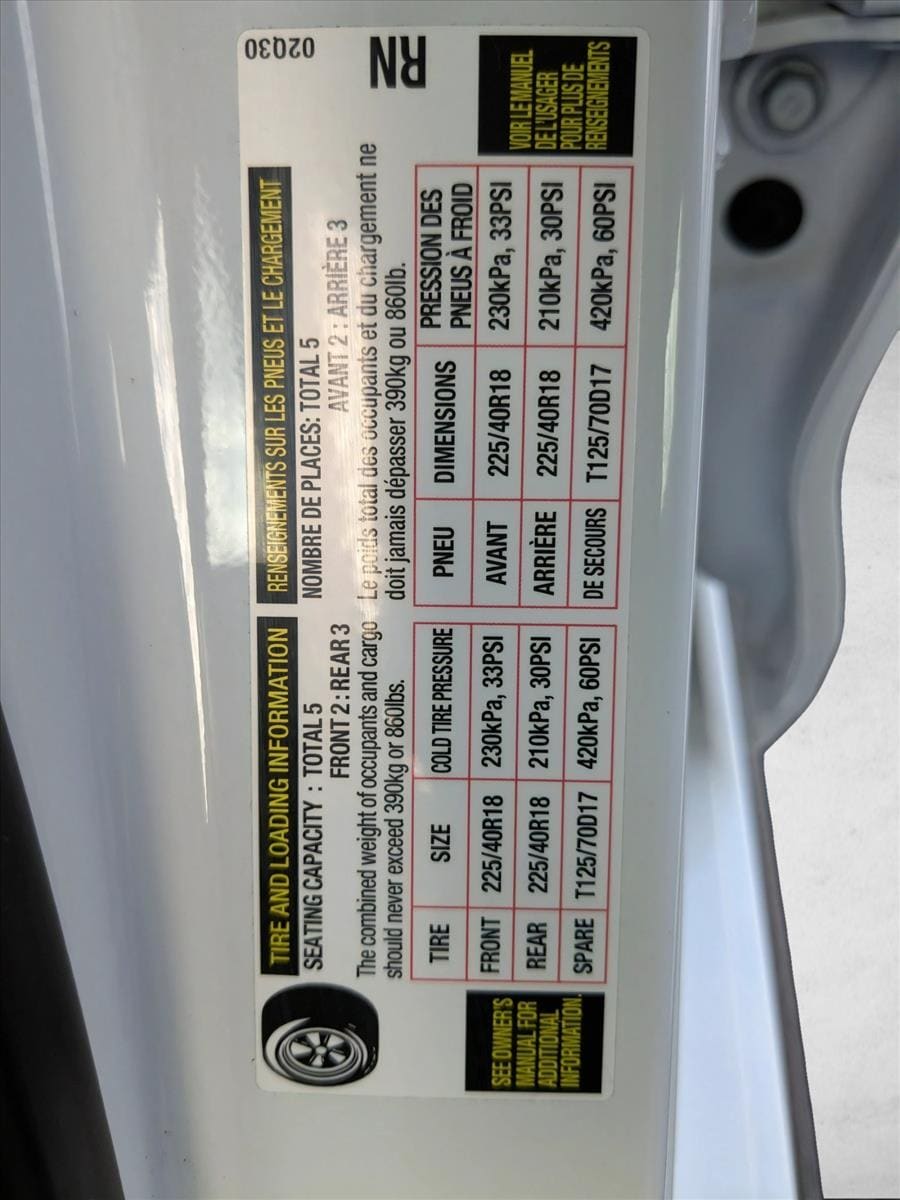 TIRE AND LOADING INFORMATION
SEATING CAPACITY : TOTAL 5
FRONT 2 : REAR 3
The combined weight of occupants and cargo
should never exceed 390kg or 860lbs.
TIRE SIZE COLD TIRE PRESSURE
FRONT 225/40R18 230kPa, 33PSI
REAR 225/40R18 210kPa, 30PSI
SPARE T125/70D17 420kPa, 60PSI
SEE OWNER'S
MANUAL FOR
ADDITIONAL
INFORMATION.
RENSEIGNEMENTS SUR LES PNEUS ET LE CHARGEMENT
NOMBRE DE PLACES: TOTAL 5
AVANT 2 : ARRIÈRE 3
Le poids total des occupants et du chargement ne
doit jamais dépasser 390kg ou 860lb.
PNEU DIMENSIONS PRESSION DES
PNEUS À FROID
AVANT 225/40R18 230kPa, 33PSI
ARRIÈRE 225/40R18 210kPa, 30PSI
DE SECOURS T125/70D17 420kPa, 60PSI
02Q30
RN
VOIR LE MANUEL
DE L'USAGER
POUR PLUS DE
RENSEIGNEMENTS